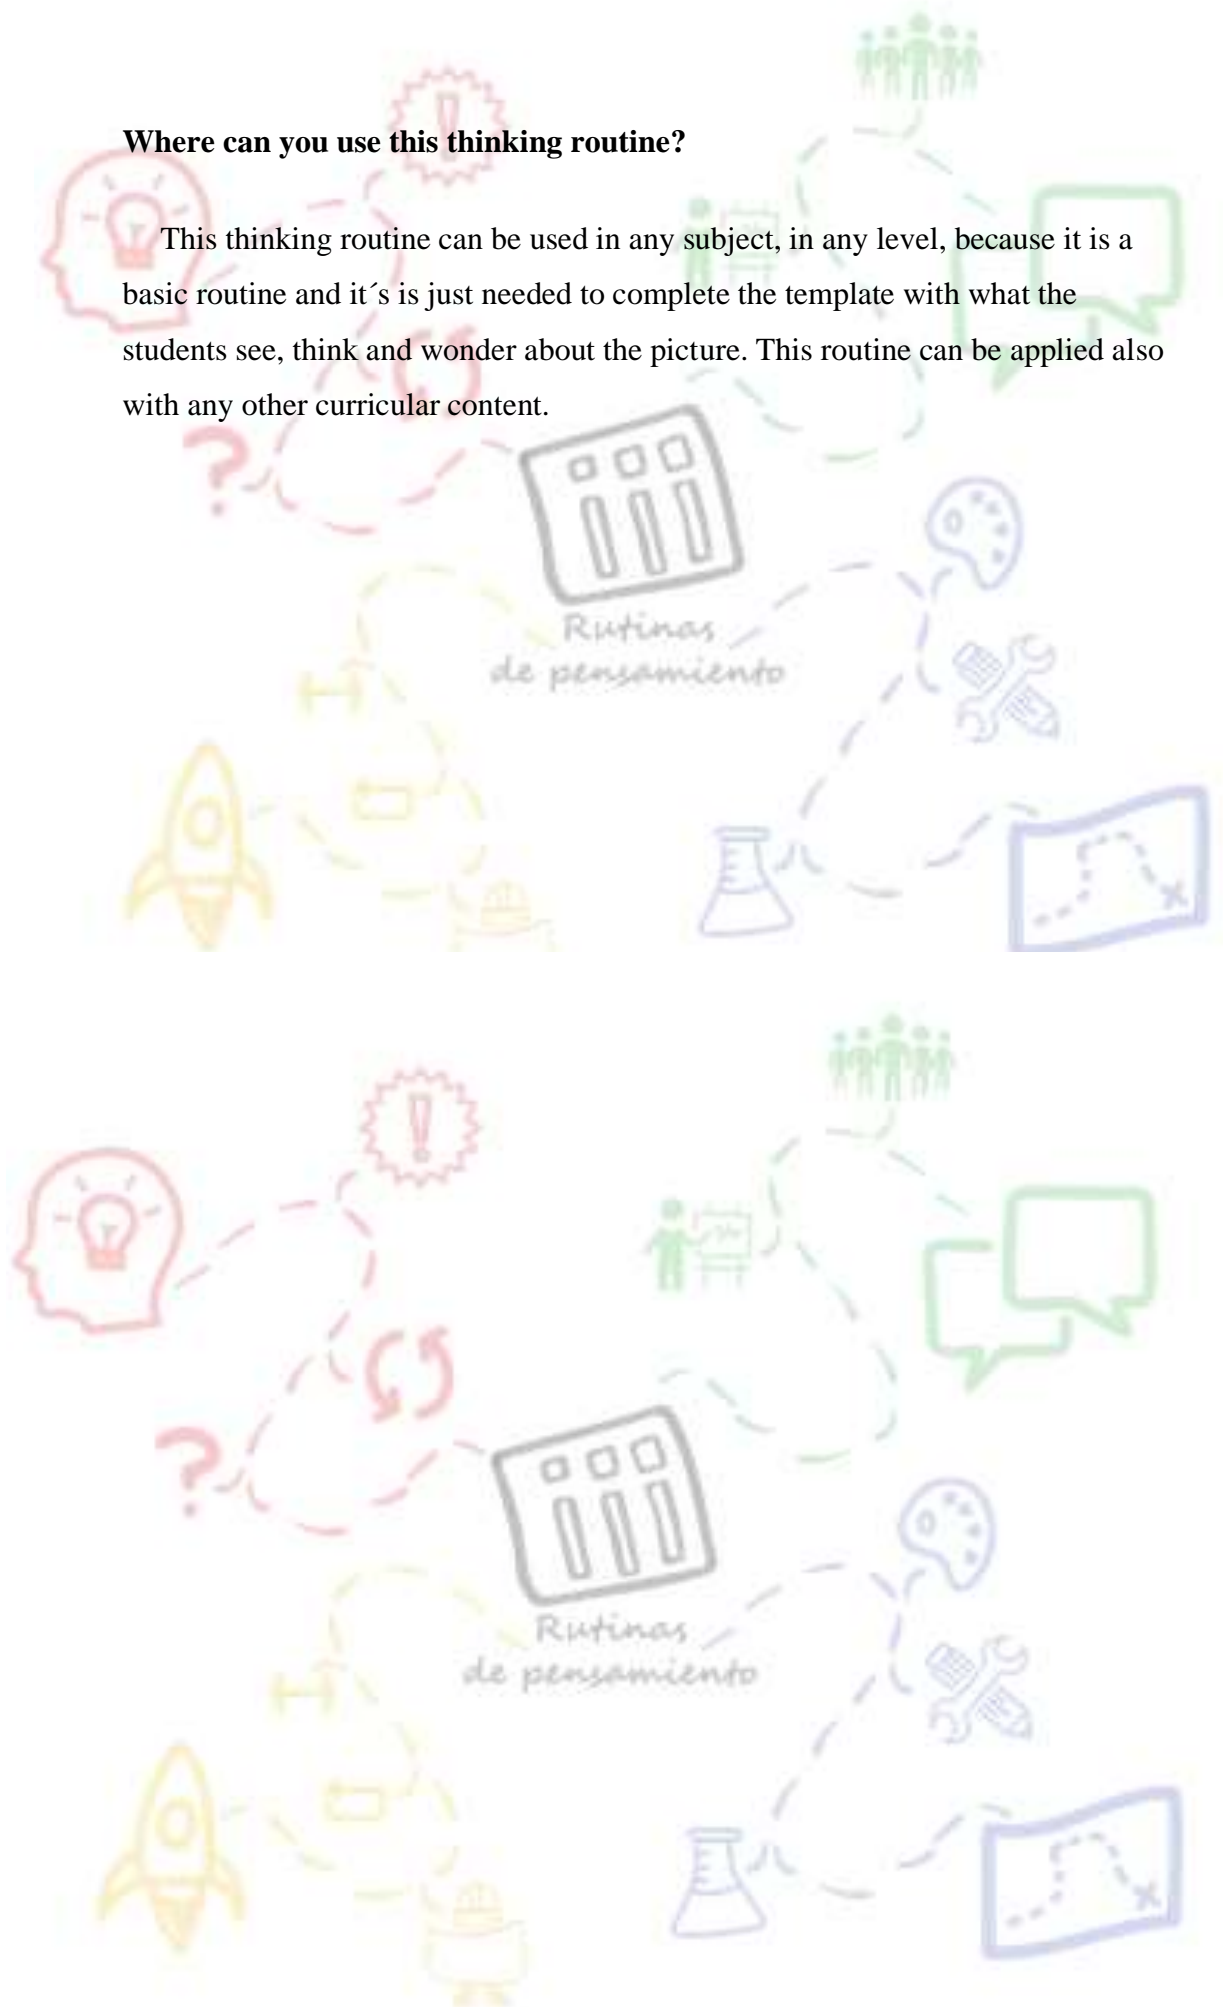 Where can you use this thinking routine?
This thinking routine can be used in any subject, in any level, because it is a
basic routine and it´s is just needed to complete the template with what the
students see, think and wonder about the picture. This routine can be applied also
with any other curricular content.
Rutinas
de pensamiento
Rutinas
de pensamiento